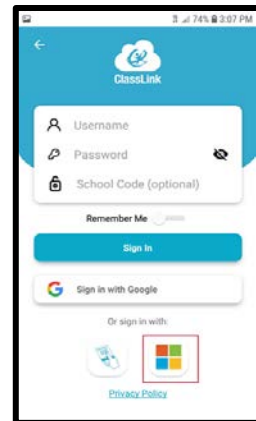 74% 3:07 PM
ClassLink
Username
Password
School Code (optional)
Remember Me
Sign In
Sign in with Google
Or sign in with:
Privacy Policy